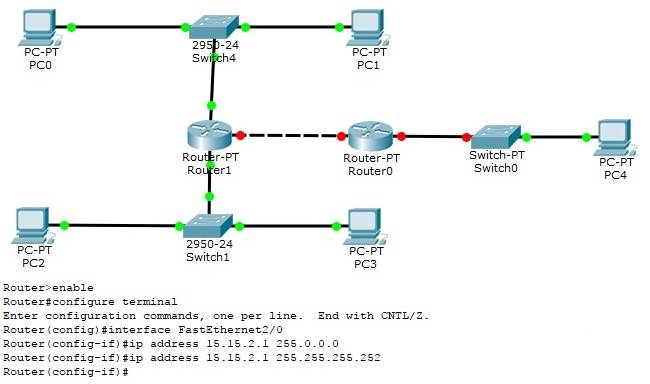 2950-24
Switch4
PC-PT
PC0
PC-PT
PC1
Router-PT
Router1
Router-PT
Router0
Switch-PT
Switch0
PC-PT
PC4
PC-PT
PC2
2950-24
Switch1
PC-PT
PC3
Router>enable
Router#configure terminal
Enter configuration commands, one per line.  End with CNTL/Z.
Router(config)#interface FastEthernet2/0
Router(config-if)#ip address 15.15.2.1 255.0.0.0
Router(config-if)#ip address 15.15.2.1 255.255.255.252
Router(config-if)#